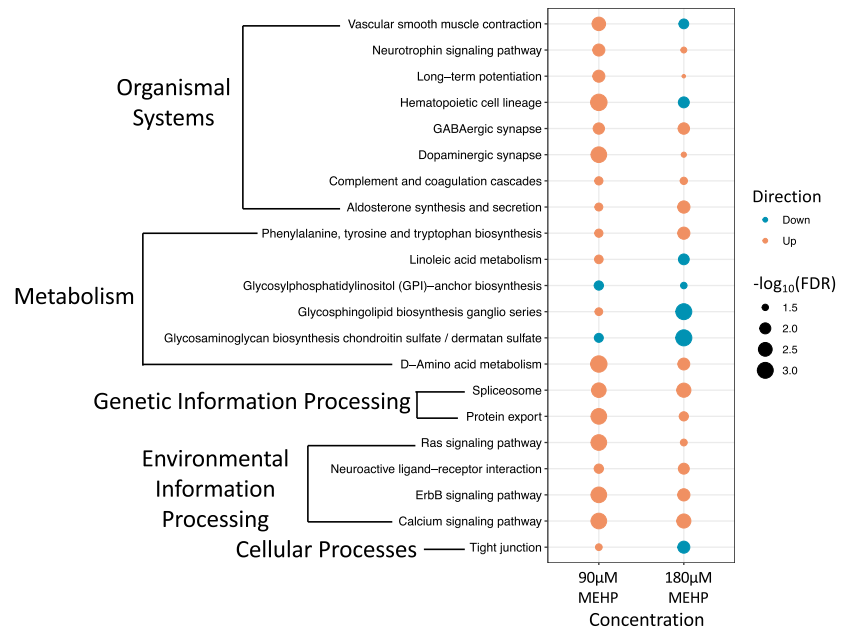 Organismal
Systems
Vascular smooth muscle contraction
Neurotrophin signaling pathway
Long−term potentiation
Hematopoietic cell lineage
GABAergic synapse
Dopaminergic synapse
Complement and coagulation cascades
Aldosterone synthesis and secretion
Metabolism
Phenylalanine, tyrosine and tryptophan biosynthesis
Linoleic acid metabolism
Glycosylphosphatidylinositol (GPI)−anchor biosynthesis
Glycosphingolipid biosynthesis ganglio series
Glycosaminoglycan biosynthesis chondroitin sulfate / dermatan sulfate
D−Amino acid metabolism
Genetic Information Processing
Spliceosome
Protein export
Environmental
Information
Processing
Ras signaling pathway
Neuroactive ligand−receptor interaction
ErbB signaling pathway
Calcium signaling pathway
Cellular Processes
Tight junction
90µM
MEHP
180µM
MEHP
Concentration
Direction
Down
Up
-log10(FDR)
1.5
2.0
2.5
3.0